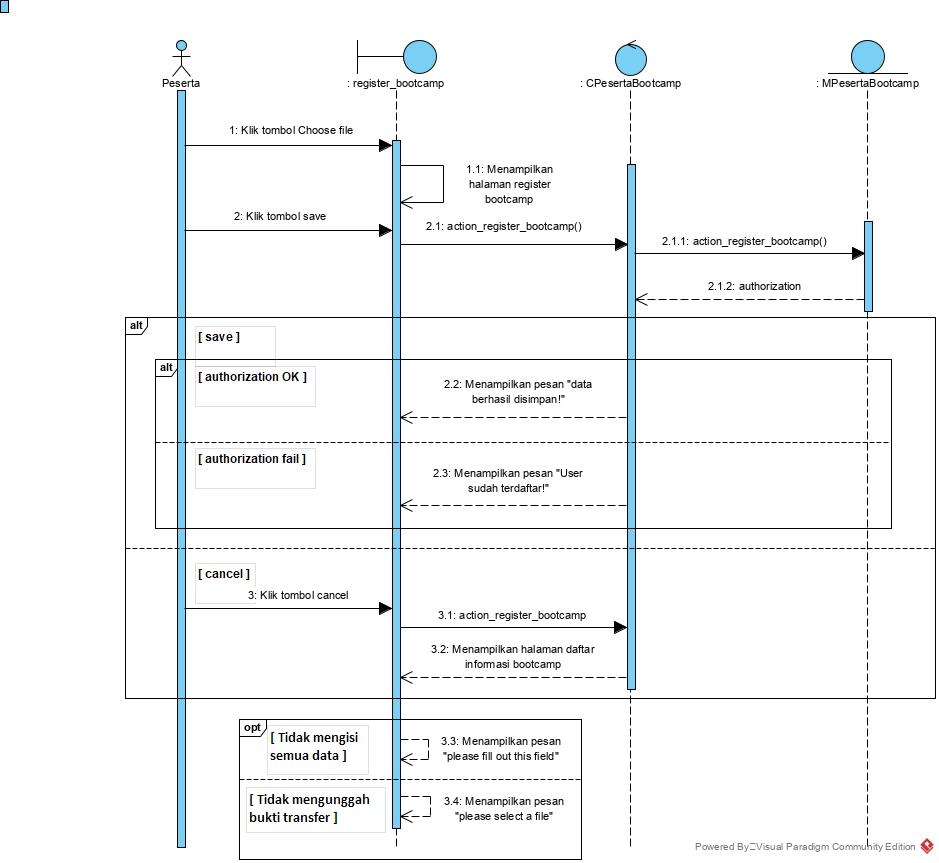 Peserta
: register_bootcamp
: CPesertaBootcamp
: MPesertaBootcamp
1: Klik tombol Choose file
1.1: Menampilkan
halaman register
bootcamp
2: Klik tombol save
2.1: action_register_bootcamp()
2.1.1: action_register_bootcamp()
2.1.2: authorization
alt
[ save ]
alt
[ authorization OK ]
2.2: Menampilkan pesan "data
berhasil disimpan!"
[ authorization fail ]
2.3: Menampilkan pesan "User
sudah terdaftar!"
[ cancel ]
3: Klik tombol cancel
3.1: action_register_bootcamp
3.2: Menampilkan halaman daftar
informasi bootcamp
opt
[ Tidak mengisi
semua data ]
3.3: Menampilkan pesan
"please fill out this field"
[ Tidak mengunggah
bukti transfer ]
3.4: Menampilkan pesan
"please select a file"
Powered By Visual Paradigm Community Edition